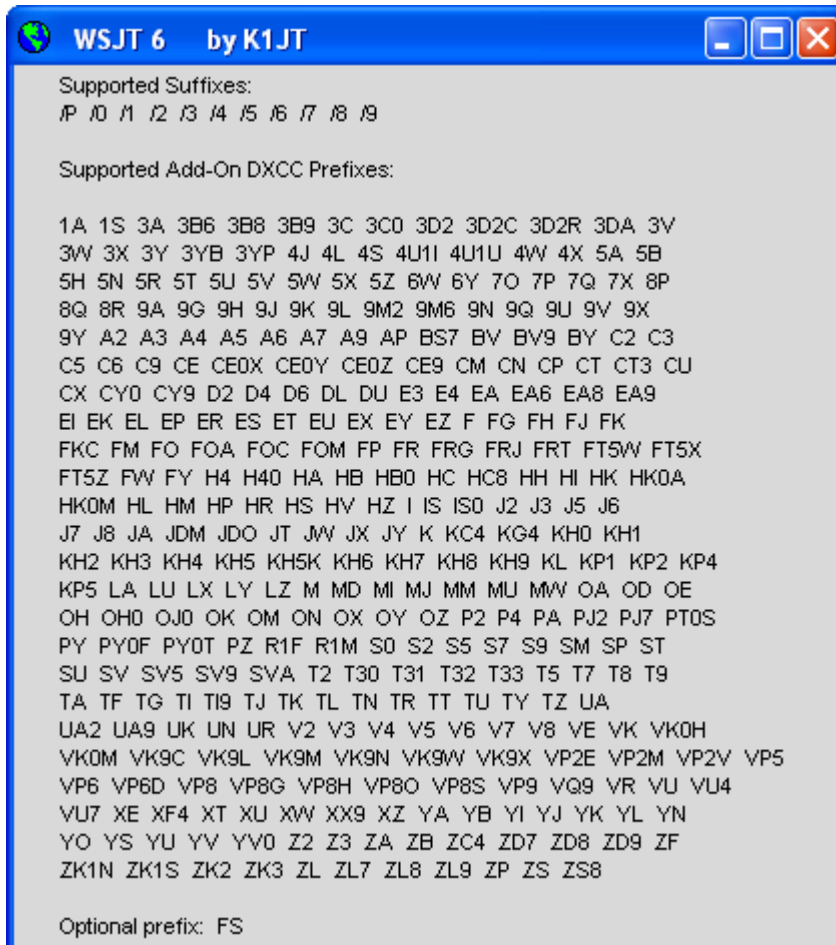 WSJT 6 by K1JT
Supported Suffixes:
/P /0 /1 /2 /3 /4 /5 /6 /7 /8 /9
Supported Add-On DXCC Prefixes:
1A 1S 3A 3B6 3B8 3B9 3C 3C0 3D2 3D2C 3D2R 3DA 3V
3W 3X 3Y 3YB 3YP 4J 4L 4S 4U1I 4U1U 4W 4X 5A 5B
5H 5N 5R 5T 5U 5V 5W 5X 5Z 6W 6Y 7O 7P 7Q 7X 8P
8Q 8R 9A 9G 9H 9J 9K 9L 9M2 9M6 9N 9Q 9U 9V 9X
9Y A2 A3 A4 A5 A6 A7 A9 AP BS7 BV BV9 BY C2 C3
C5 C6 C9 CE CE0X CE0Y CE0Z CE9 CM CN CP CT CT3 CU
CX CY0 CY9 D2 D4 D6 DL DU E3 E4 EA EA6 EA8 EA9
EI EK EL EP ER ES ET EU EX EY EZ F FG FH FJ FK
FKC FM FO FOA FOC FOM FP FR FRG FRJ FRT FT5W FT5X
FT5Z FW FY H4 H40 HA HB HB0 HC HC8 HH HI HK HK0A
HK0M HL HM HP HR HS HV HZ I IS IS0 J2 J3 J5 J6
J7 J8 JA JDM JDO JT JW JX JY K KC4 KG4 KH0 KH1
KH2 KH3 KH4 KH5 KH5K KH6 KH7 KH8 KH9 KL KP1 KP2 KP4
KP5 LA LU LX LY LZ M MD MI MJ MM MU MW OA OD OE
OH OH0 OJ0 OK OM ON OX OY OZ P2 P4 PA PJ2 PJ7 PT0S
PY PY0F PY0T PZ R1F R1M S0 S2 S5 S7 S9 SM SP ST
SU SV SV5 SV9 SVA T2 T30 T31 T32 T33 T5 T7 T8 T9
TA TF TG TI TI9 TJ TK TL TN TR TT TU TY TZ UA
UA2 UA9 UK UN UR V2 V3 V4 V5 V6 V7 V8 VE VK VK0H
VK0M VK9C VK9L VK9M VK9N VK9W VK9X VP2E VP2M VP2V VP5
VP6 VP6D VP8 VP8G VP8H VP8O VP8S VP9 VQ9 VR VU VU4
VU7 XE XF4 XT XU XW XX9 XZ YA YB YI YJ YK YL YN
YO YS YU YV YV0 Z2 Z3 ZA ZB ZC4 ZD7 ZD8 ZD9 ZF
ZK1N ZK1S ZK2 ZK3 ZL ZL7 ZL8 ZL9 ZP ZS ZS8
Optional prefix: FS